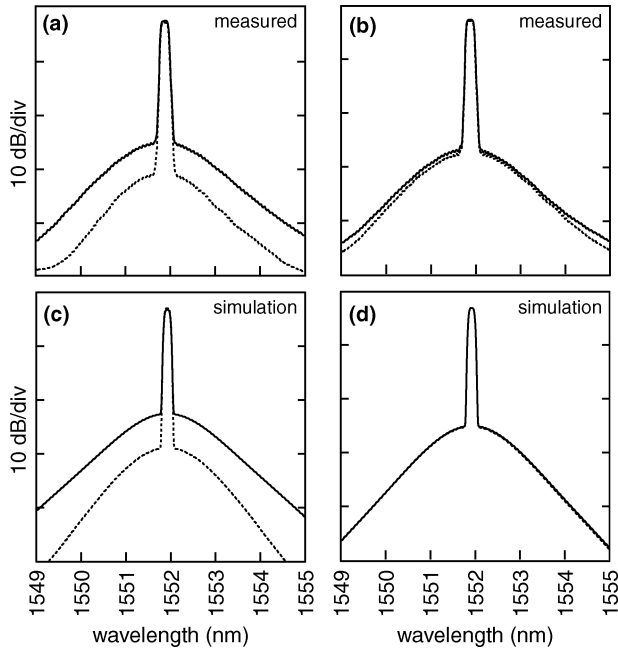 (a) measured
(b) measured
10 dB/div
(c) simulation
(d) simulation
10 dB/div
1549 1550 1551 1552 1553 1554 1555
1549 1550 1551 1552 1553 1554 1555
wavelength (nm)
wavelength (nm)